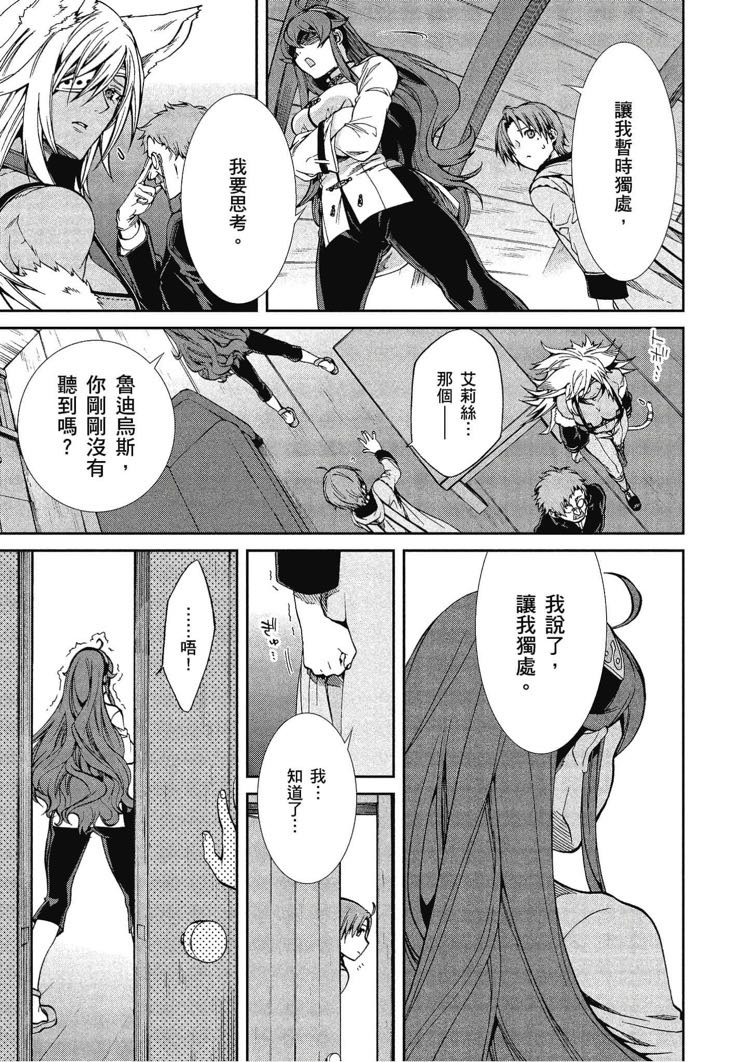 讓我暫時獨處，
我要思考。
艾莉絲…
那個——
魯迪烏斯，
你剛剛沒有
聽到嗎？
我說了，
讓我獨處。
我…
知道了…
……唔！